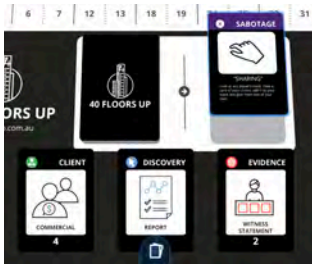 6 7 12 13 18 19 31
SABOTAGE
"SHARING"
40 FLOORS UP
ORS UP
.com.au
CLIENT
COMMERCIAL
4
DISCOVERY
REPORT
EVIDENCE
WITNESS
STATEMENT
2